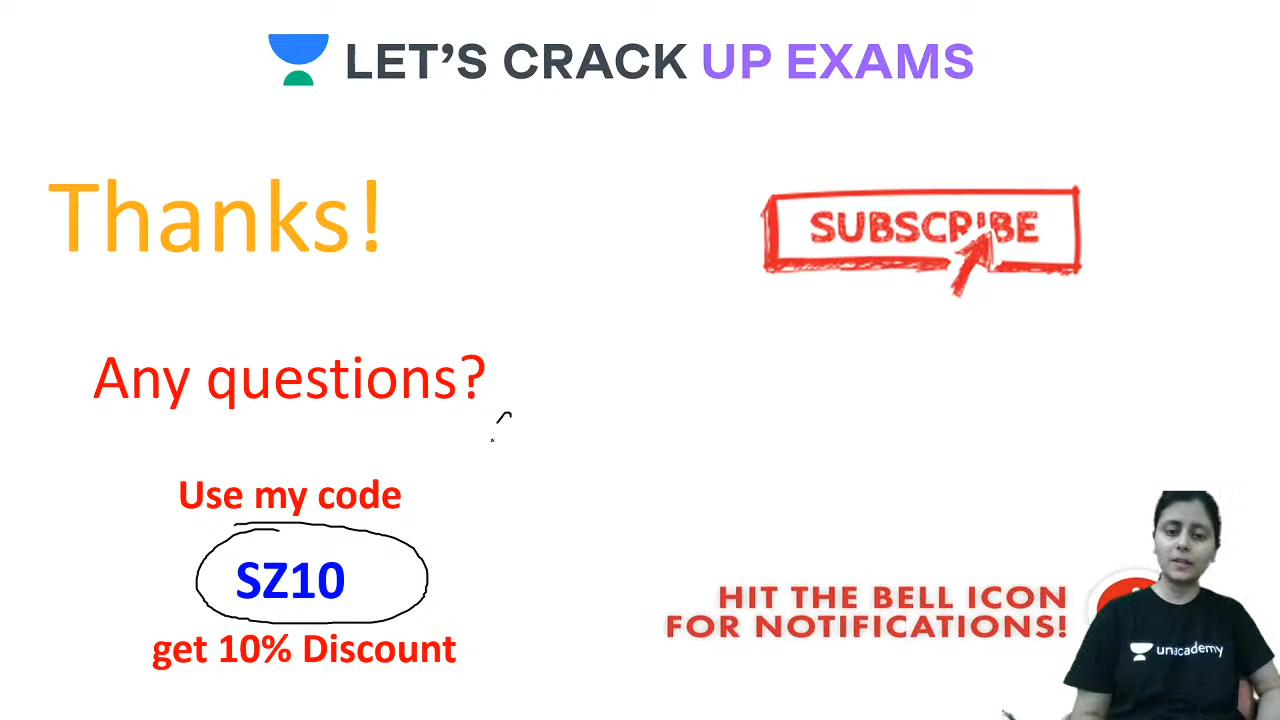 LET'S CRACK UP EXAMS
Thanks!
SUBSCRIBE
Any questions?
Use my code
SZ10
get 10% Discount
HIT THE BELL ICON
FOR NOTIFICATIONS!
unacademy